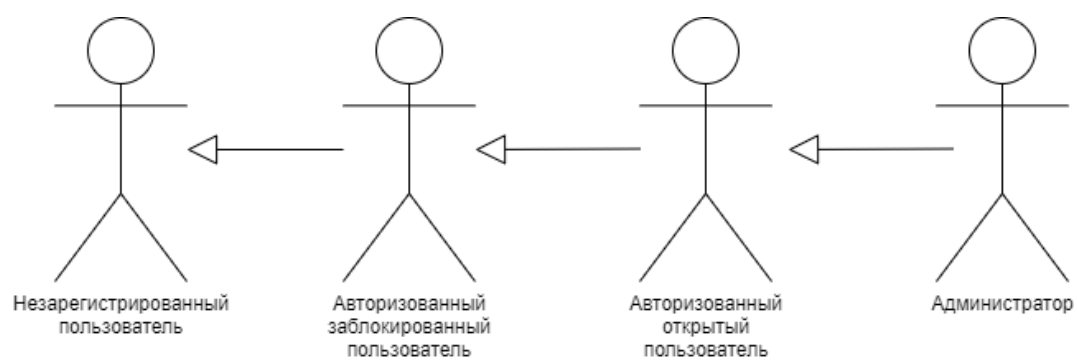 Незарегистрированный
пользователь
Авторизованный
заблокированный
пользователь
Авторизованный
открытый
пользователь
Администратор